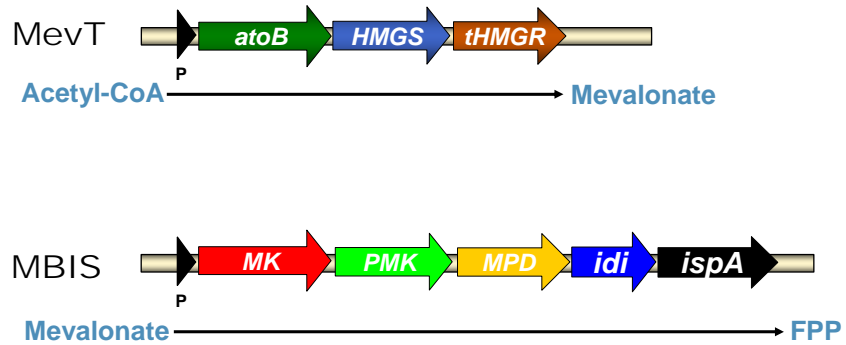 MevT atoB HMGS tHMGR
P
Acetyl-CoA Mevalonate
MBIS MK PMK MPD idi ispA
P
Mevalonate FPP